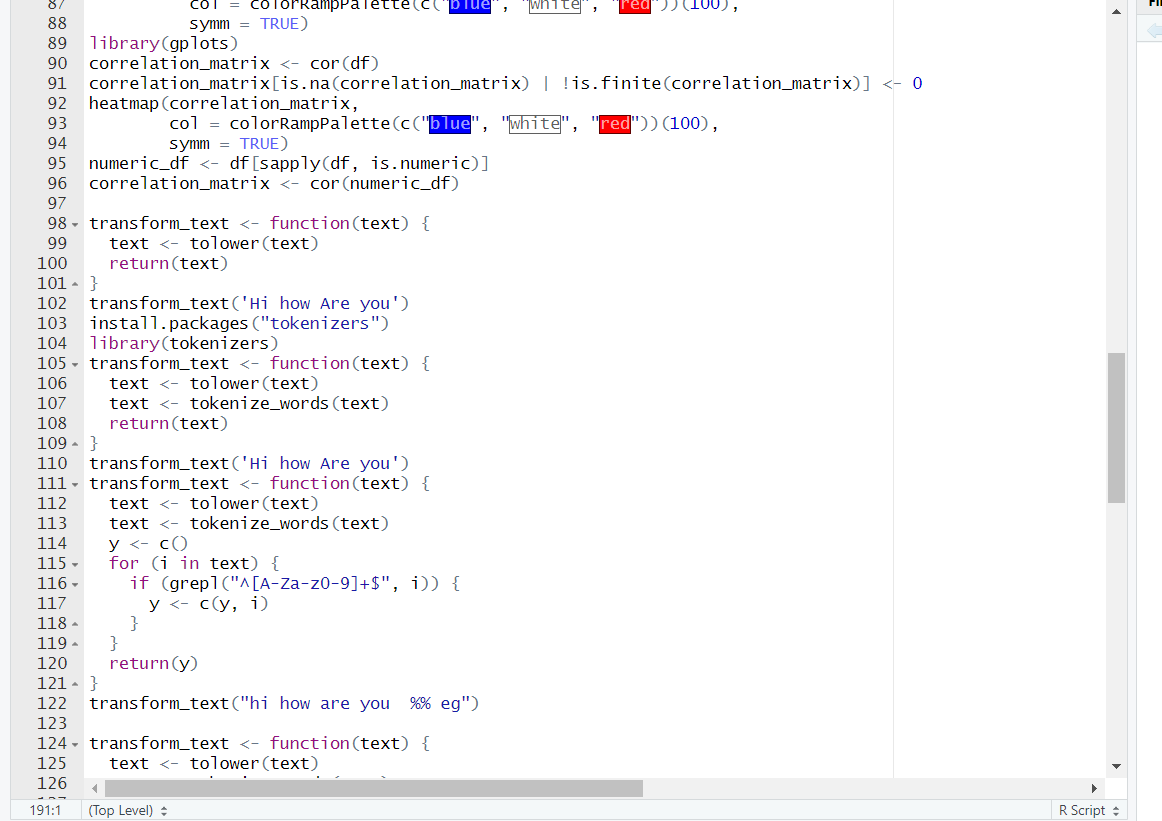 87 col = colorRampPalette(c("blue", "white", "red"))(100),
88 symm = TRUE)
89 library(gplots)
90 correlation_matrix <- cor(df)
91 correlation_matrix[is.na(correlation_matrix) | !is.finite(correlation_matrix)] <- 0
92 heatmap(correlation_matrix,
93 col = colorRampPalette(c("blue", "white", "red"))(100),
94 symm = TRUE)
95 numeric_df <- df[sapply(df, is.numeric)]
96 correlation_matrix <- cor(numeric_df)
97
98 transform_text <- function(text) {
99 text <- tolower(text)
100 return(text)
101 }
102 transform_text('Hi how Are you')
103 install.packages("tokenizers")
104 library(tokenizers)
105 transform_text <- function(text) {
106 text <- tolower(text)
107 text <- tokenize_words(text)
108 return(text)
109 }
110 transform_text('Hi how Are you')
111 transform_text <- function(text) {
112 text <- tolower(text)
113 text <- tokenize_words(text)
114 y <- c()
115 for (i in text) {
116 if (grepl("^[A-Za-z0-9]+$", i)) {
117 y <- c(y, i)
118 }
119 }
120 return(y)
121 }
122 transform_text("hi how are you  %% eg")
123
124 transform_text <- function(text) {
125 text <- tolower(text)
126
191:1 (Top Level) R Script